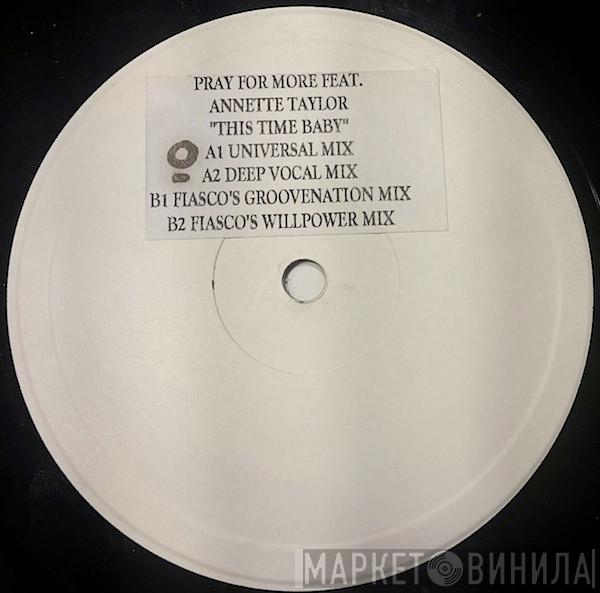 PRAY FOR MORE FEAT.
ANNETTE TAYLOR
"THIS TIME BABY"
A1 UNIVERSAL MIX
A2 DEEP VOCAL MIX
B1 FIASCO'S GROOVENATION MIX
B2 FIASCO'S WILLPOWER MIX
МАРКЕТ ВИНИЛА